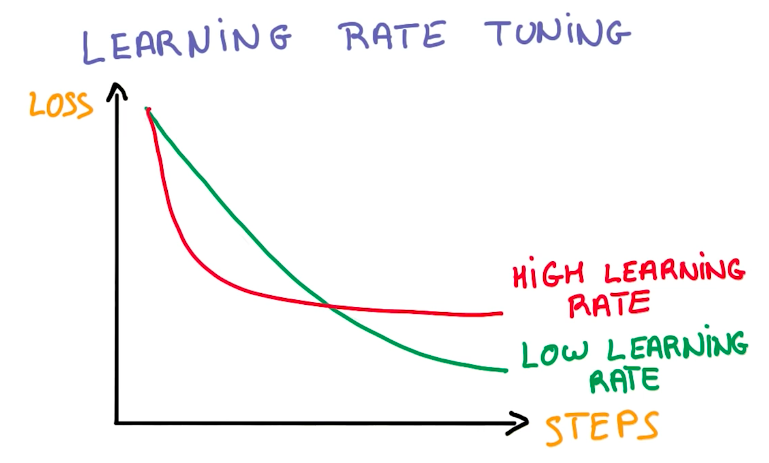 LEARNING RATE TUNING
LOSS
HIGH LEARNING
RATE
LOW LEARNING
RATE
STEPS